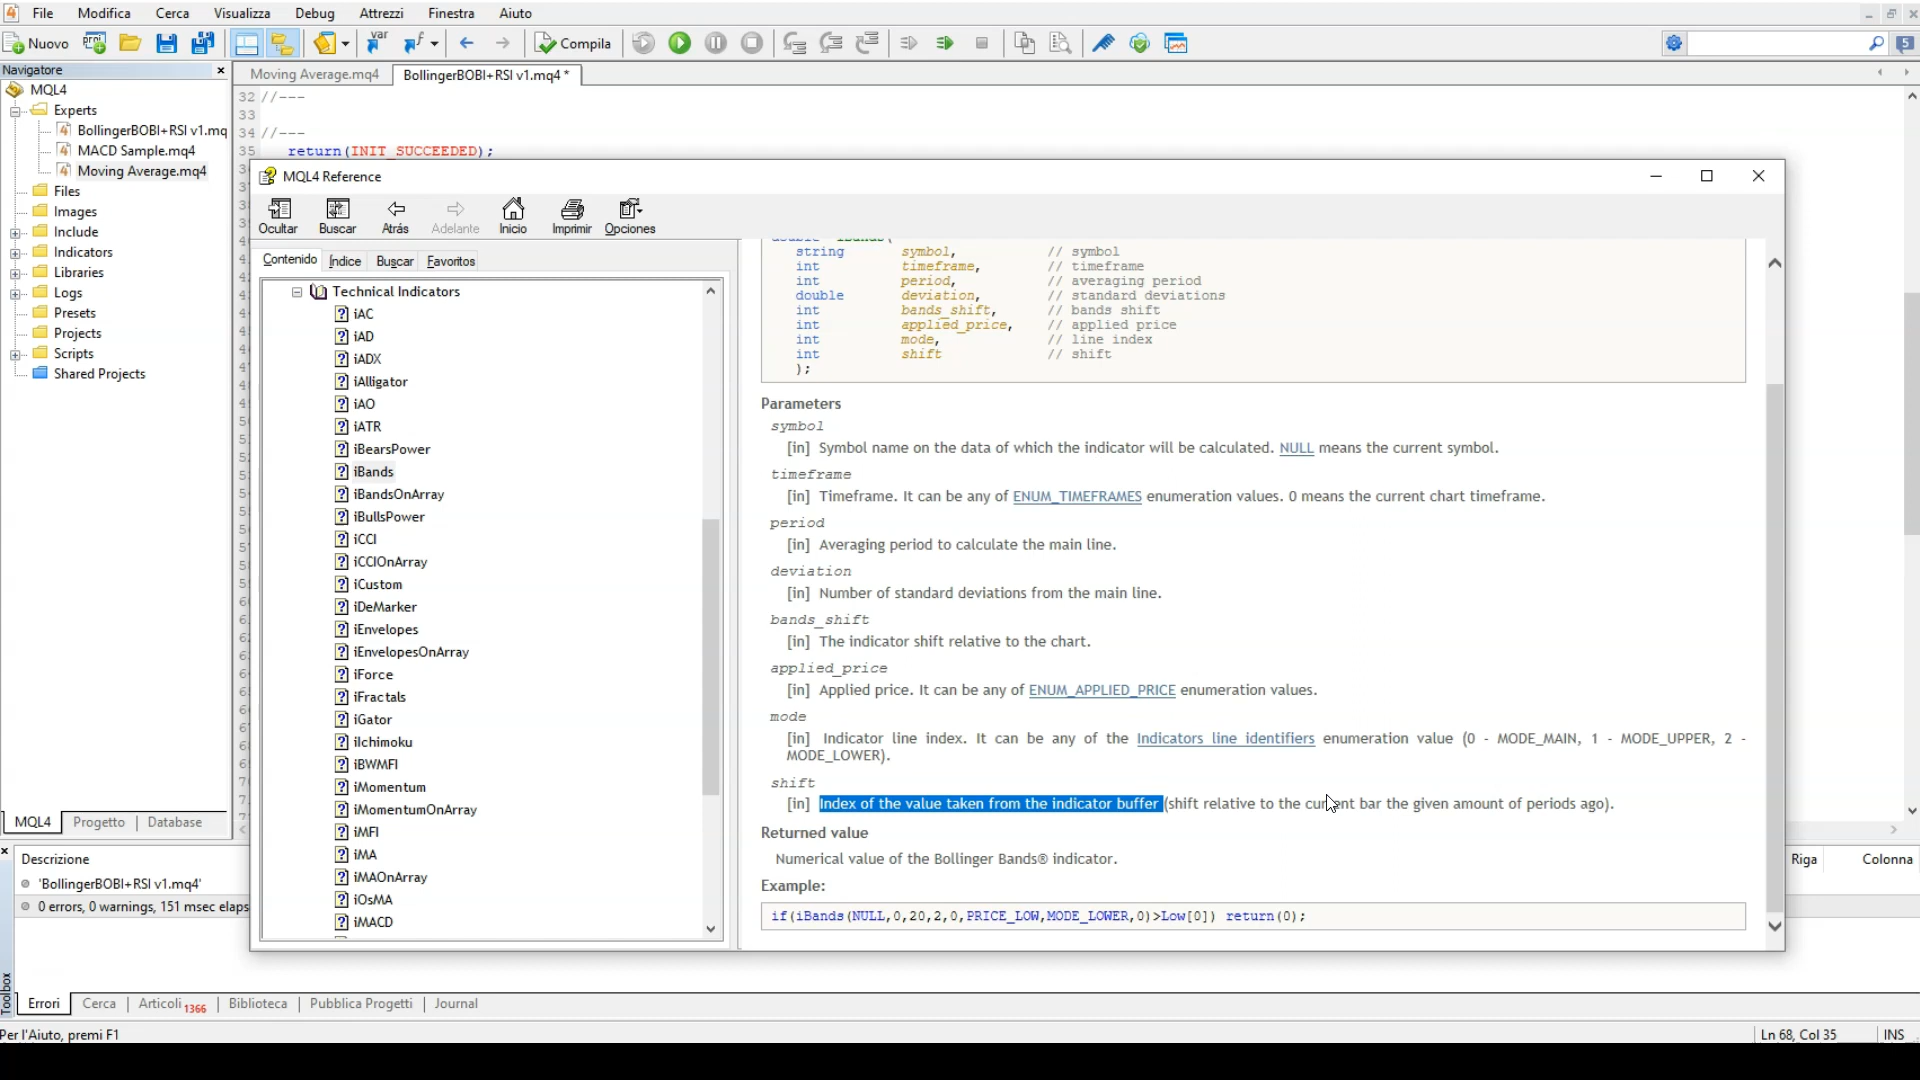 File Modifica Cerca Visualizza Debug Attrezzi Finestra Aiuto
Nuovo Compila
Navigatore
MQL4
Experts
BollingerBOBI+RSI v1.mq
MACD Sample.mq4
Moving Average.mq4
Files
Images
Include
Indicators
Libraries
Logs
Presets
Projects
Scripts
Shared Projects
MQL4 Progetto Database
Moving Average.mq4 BollingerBOBI+RSI v1.mq4 *
32 //---
33
34 //---
35 return(INIT_SUCCEEDED);
MQL4 Reference
Ocultar Buscar Atrás Adelante Inicio Imprimir Opciones
Contenido Índice Buscar Favoritos
Technical Indicators
iAC
iAD
iADX
iAlligator
iAO
iATR
iBearsPower
iBands
iBandsOnArray
iBullsPower
iCCI
iCCIOnArray
iCustom
iDeMarker
iEnvelopes
iEnvelopesOnArray
iForce
iFractals
iGator
iIchimoku
iBWMFI
iMomentum
iMomentumOnArray
iMFI
iMA
iMAOnArray
iOsMA
iMACD
string symbol, // symbol
int timeframe, // timeframe
int period, // averaging period
double deviation, // standard deviations
int bands_shift, // bands shift
int applied_price, // applied price
int mode, // line index
int shift // shift
);
Parameters
symbol
[in] Symbol name on the data of which the indicator will be calculated. NULL means the current symbol.
timeframe
[in] Timeframe. It can be any of ENUM_TIMEFRAMES enumeration values. 0 means the current chart timeframe.
period
[in] Averaging period to calculate the main line.
deviation
[in] Number of standard deviations from the main line.
bands_shift
[in] The indicator shift relative to the chart.
applied_price
[in] Applied price. It can be any of ENUM_APPLIED_PRICE enumeration values.
mode
[in] Indicator line index. It can be any of the Indicators line identifiers enumeration value (0 - MODE_MAIN, 1 - MODE_UPPER, 2 -
MODE_LOWER).
shift
[in] Index of the value taken from the indicator buffer (shift relative to the current bar the given amount of periods ago).
Returned value
Numerical value of the Bollinger Bands® indicator.
Example:
if(iBands(NULL,0,20,2,0,PRICE_LOW,MODE_LOWER,0)>Low[0]) return(0);
Descrizione Riga Colonna
'BollingerBOBI+RSI v1.mq4'
0 errors, 0 warnings, 151 msec elaps
Toolbox
Errori Cerca Articoli 1366 Biblioteca Pubblica Progetti Journal
Per l'Aiuto, premi F1 Ln 68, Col 35 INS